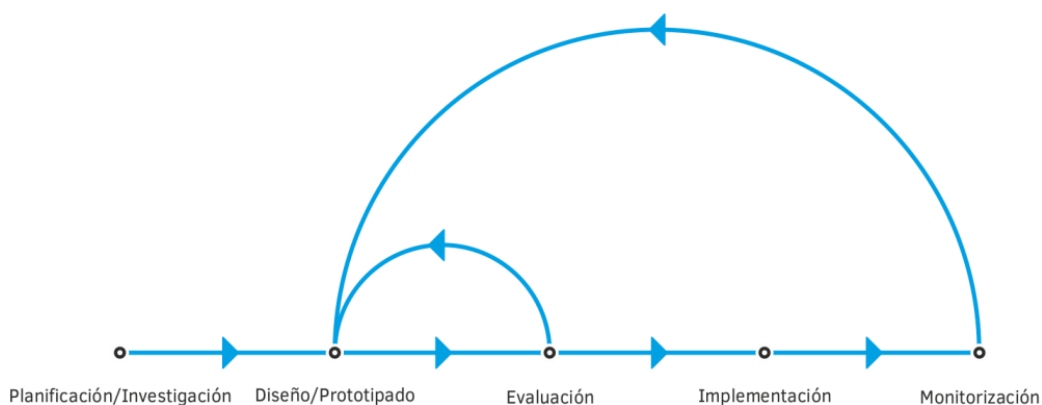 Planificación/Investigación
Diseño/Prototipado
Evaluación
Implementación
Monitorización